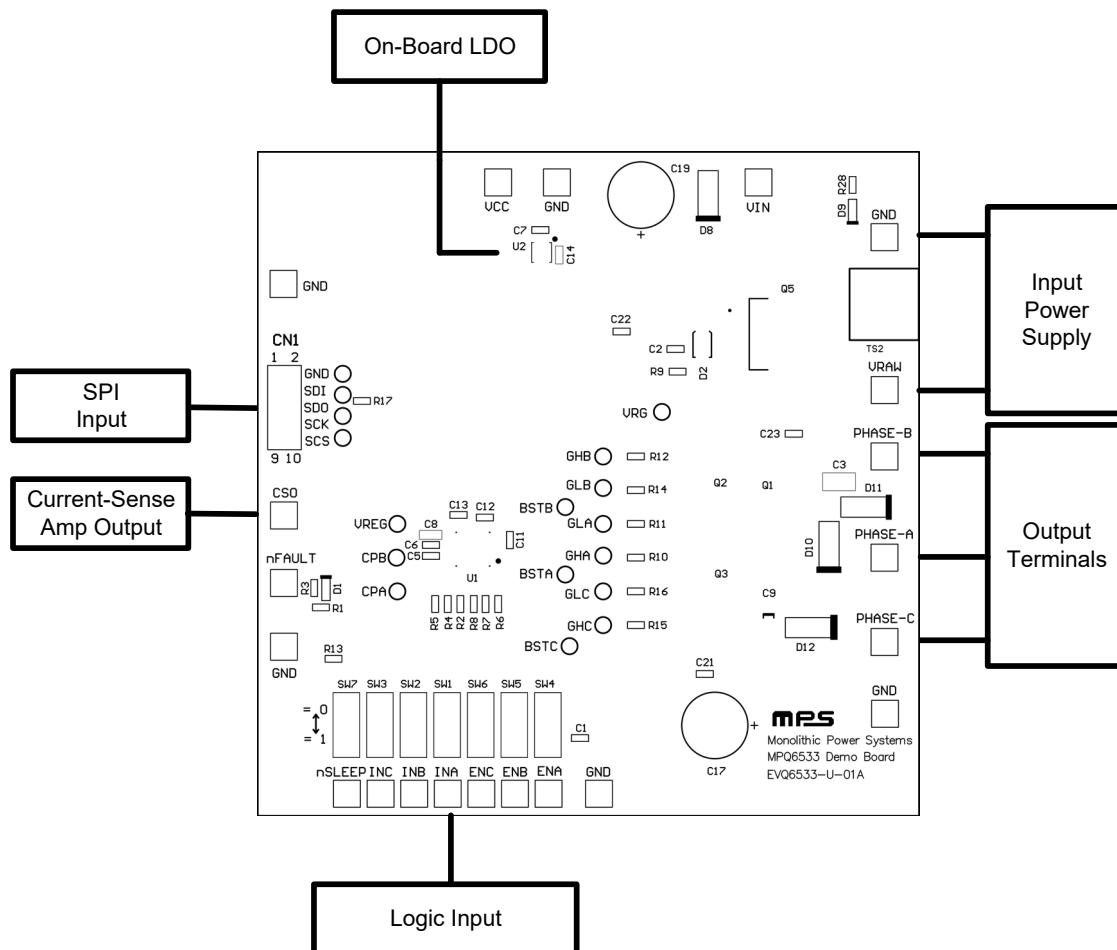 On-Board LDO
C19
R28
VCC
GND
VIN
D9
GND
D8
C7
U2
C14
GND
Input
Power
Supply
Q5
C22
TS2
CN1
1 2
C2
R9
D2
VRAW
GND
SDI
SDO
SCK
SCS
R17
SPI
Input
9 10
VRG
C23
PHASE-B
GHB
R12
Current-Sense
Amp Output
CSO
GLB
R14
Q2
Q1
C3
D11
BSTB
C13
C12
VREG
C8
GLA
R11
C6
C5
C11
CPB
GHA
R10
D10
PHASE-A
Output
Terminals
nFAULT
R3
D1
R1
CPA
U1
BSTA
Q3
GLC
R16
C9
R5
R4
R2
R8
R7
R6
GHC
R15
D12
PHASE-C
BSTC
R13
GND
C21
SW7
SW3
SW2
SW1
SW6
SW5
SW4
GND
= 0
= 1
C1
C17
+
+
mps
Monolithic Power Systems
MPQ6533 Demo Board
EVQ6533-U-01A
nSLEEP
INC
INB
INA
ENC
ENB
ENA
GND
Logic Input